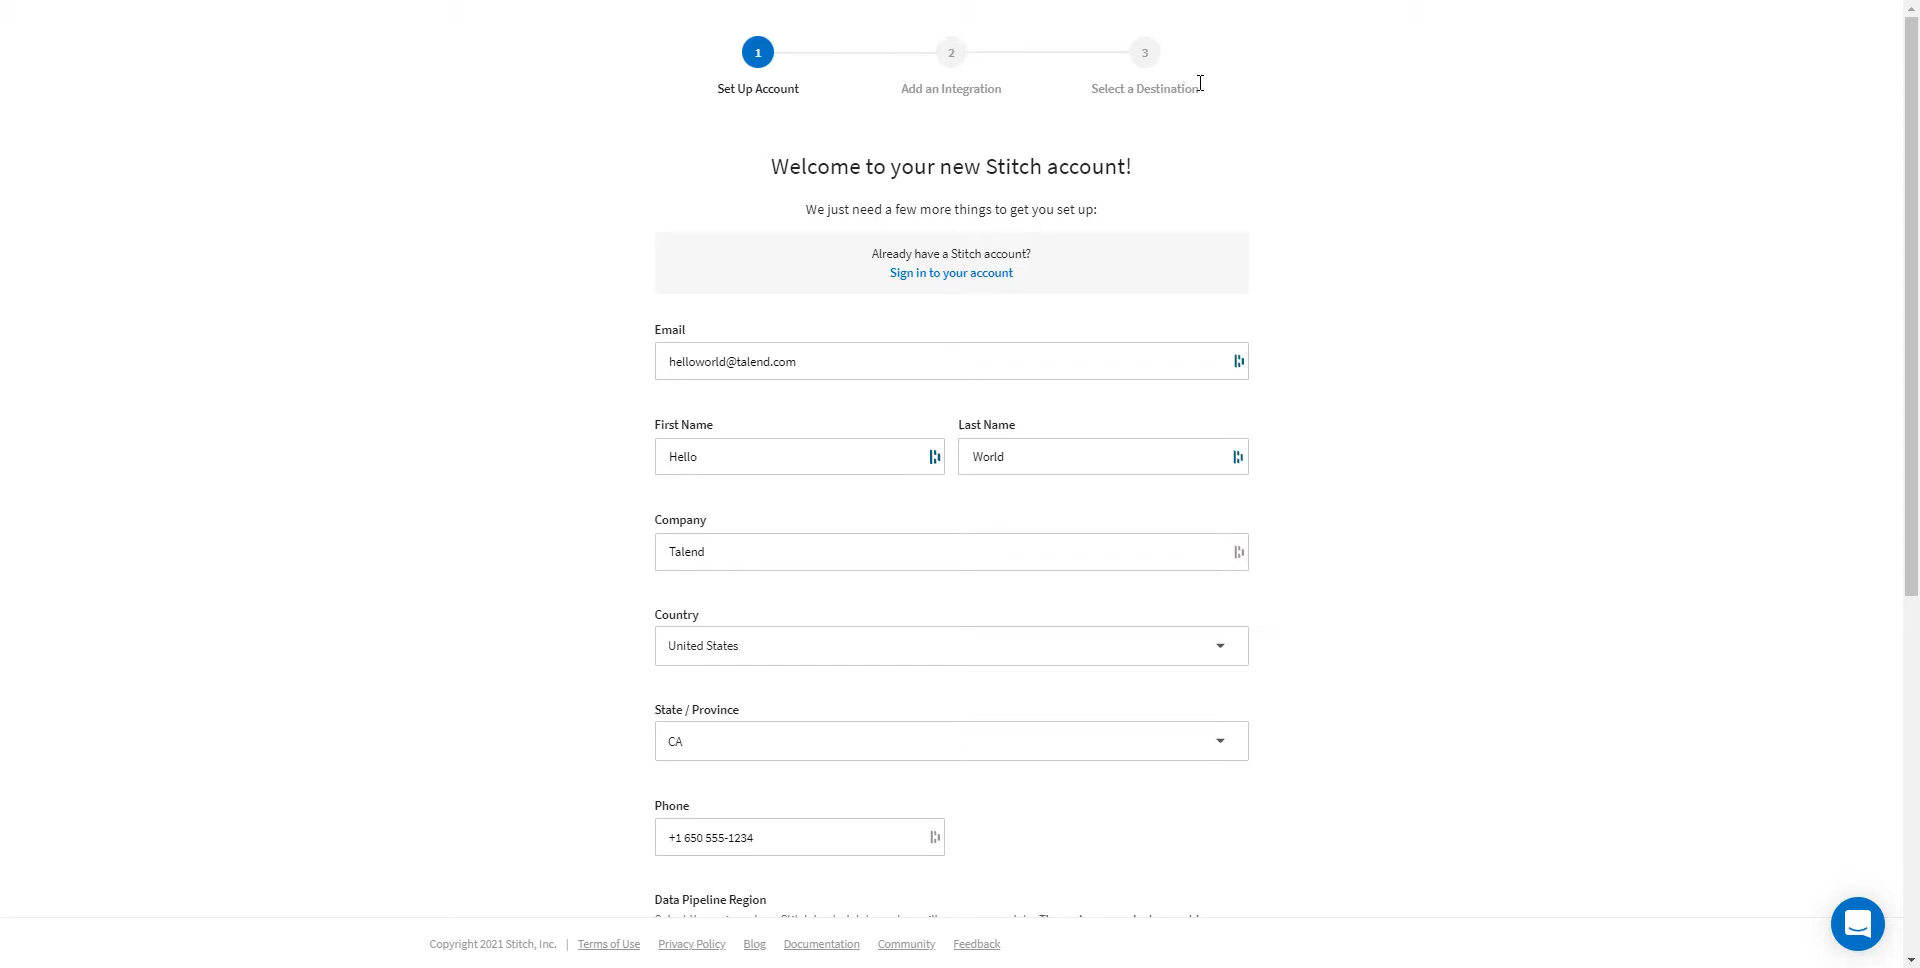 1
2
3
Set Up Account
Add an Integration
Select a Destination
Welcome to your new Stitch account!
We just need a few more things to get you set up:
Already have a Stitch account?
Sign in to your account
Email
helloworld@talend.com
First Name
Last Name
Hello
World
Company
Talend
Country
United States
State / Province
CA
Phone
+1 650 555-1234
Data Pipeline Region
Copyright 2021 Stitch, Inc. | Terms of Use Privacy Policy Blog Documentation Community Feedback